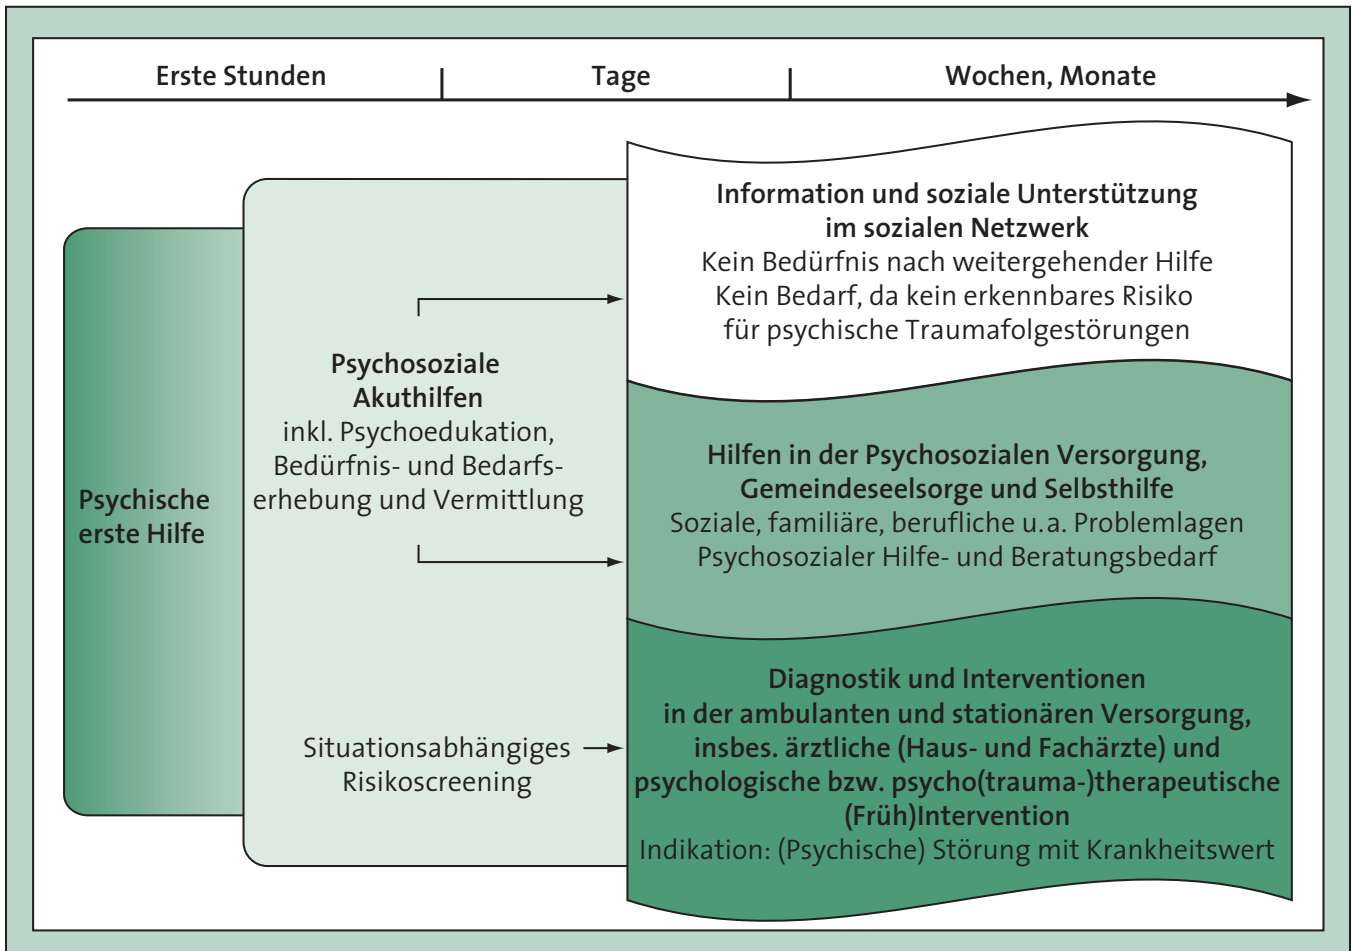 Erste Stunden
Tage
Wochen, Monate
Psychische
erste Hilfe
Psychosoziale
Akuthilfen
inkl. Psychoedukation,
Bedürfnis- und Bedarfs-
erhebung und Vermittlung
Situationsabhängiges
Risikoscreening
Information und soziale Unterstützung
im sozialen Netzwerk
Kein Bedürfnis nach weitergehender Hilfe
Kein Bedarf, da kein erkennbares Risiko
für psychische Traumafolgestörungen
Hilfen in der Psychosozialen Versorgung,
Gemeindeseelsorge und Selbsthilfe
Soziale, familiäre, berufliche u.a. Problemlagen
Psychosozialer Hilfe- und Beratungsbedarf
Diagnostik und Interventionen
in der ambulanten und stationären Versorgung,
insbes. ärztliche (Haus- und Fachärzte) und
psychologische bzw. psycho(trauma-)therapeutische
(Früh)Intervention
Indikation: (Psychische) Störung mit Krankheitswert